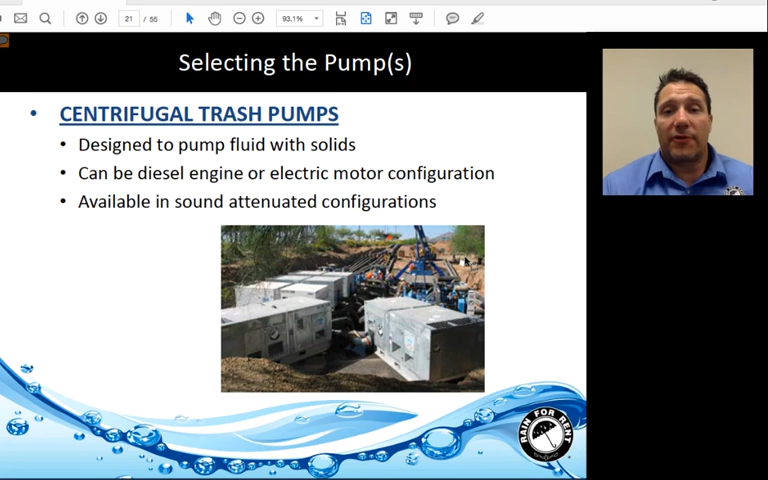 21 / 55
93.1%
Selecting the Pump(s)
• CENTRIFUGAL TRASH PUMPS
• Designed to pump fluid with solids
• Can be diesel engine or electric motor configuration
• Available in sound attenuated configurations
RAIN FOR RENT